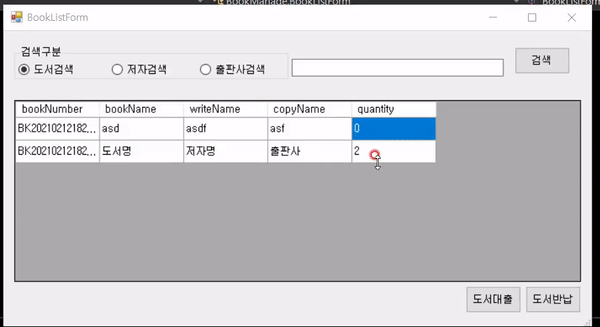 BookManage.BookListForm
BookListForm
검색구분
도서검색 저자검색 출판사검색 검색
bookNumber bookName writeName copyName quantity
BK20210212182,... asd asdf asf 0
BK20210212182,... 도서명 저자명 출판사 2
도서대출 도서반납